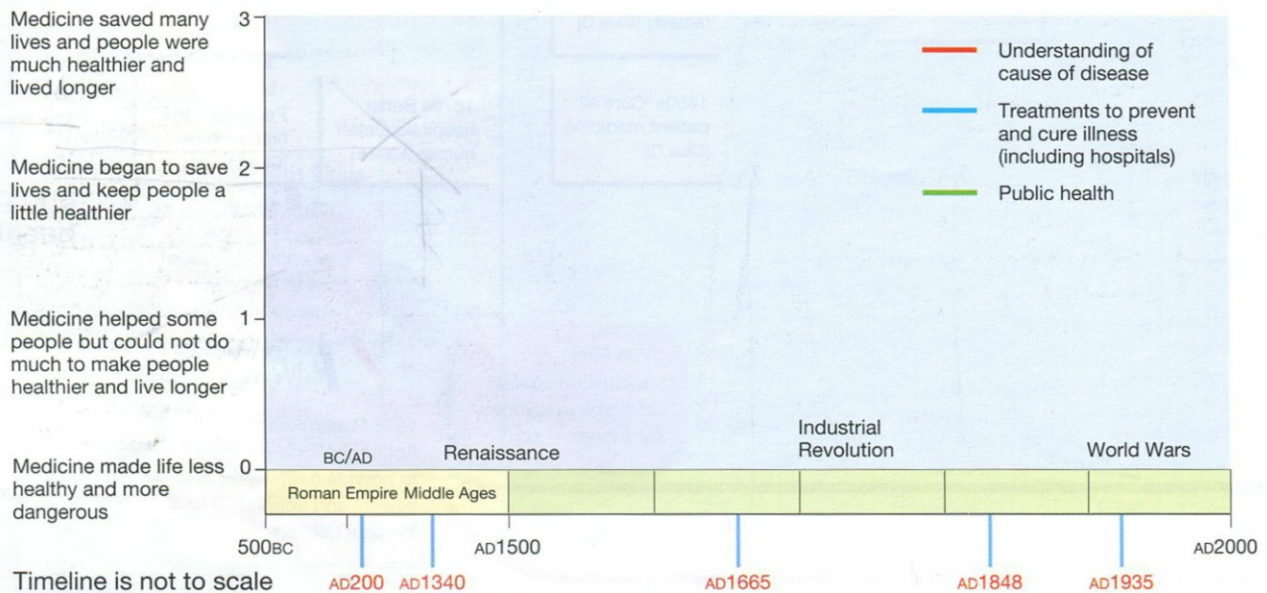 Medicine saved many
lives and people were
much healthier and
lived longer
3
Understanding of
cause of disease
Treatments to prevent
and cure illness
(including hospitals)
Public health
Medicine began to save
lives and keep people a
little healthier
2
Medicine helped some
people but could not do
much to make people
healthier and live longer
1
Industrial
Revolution
BC/AD
Renaissance
World Wars
Medicine made life less
healthy and more
dangerous
0
Roman Empire Middle Ages
500BC
AD1500
AD2000
Timeline is not to scale
AD200
AD1340
AD1665
AD1848
AD1935